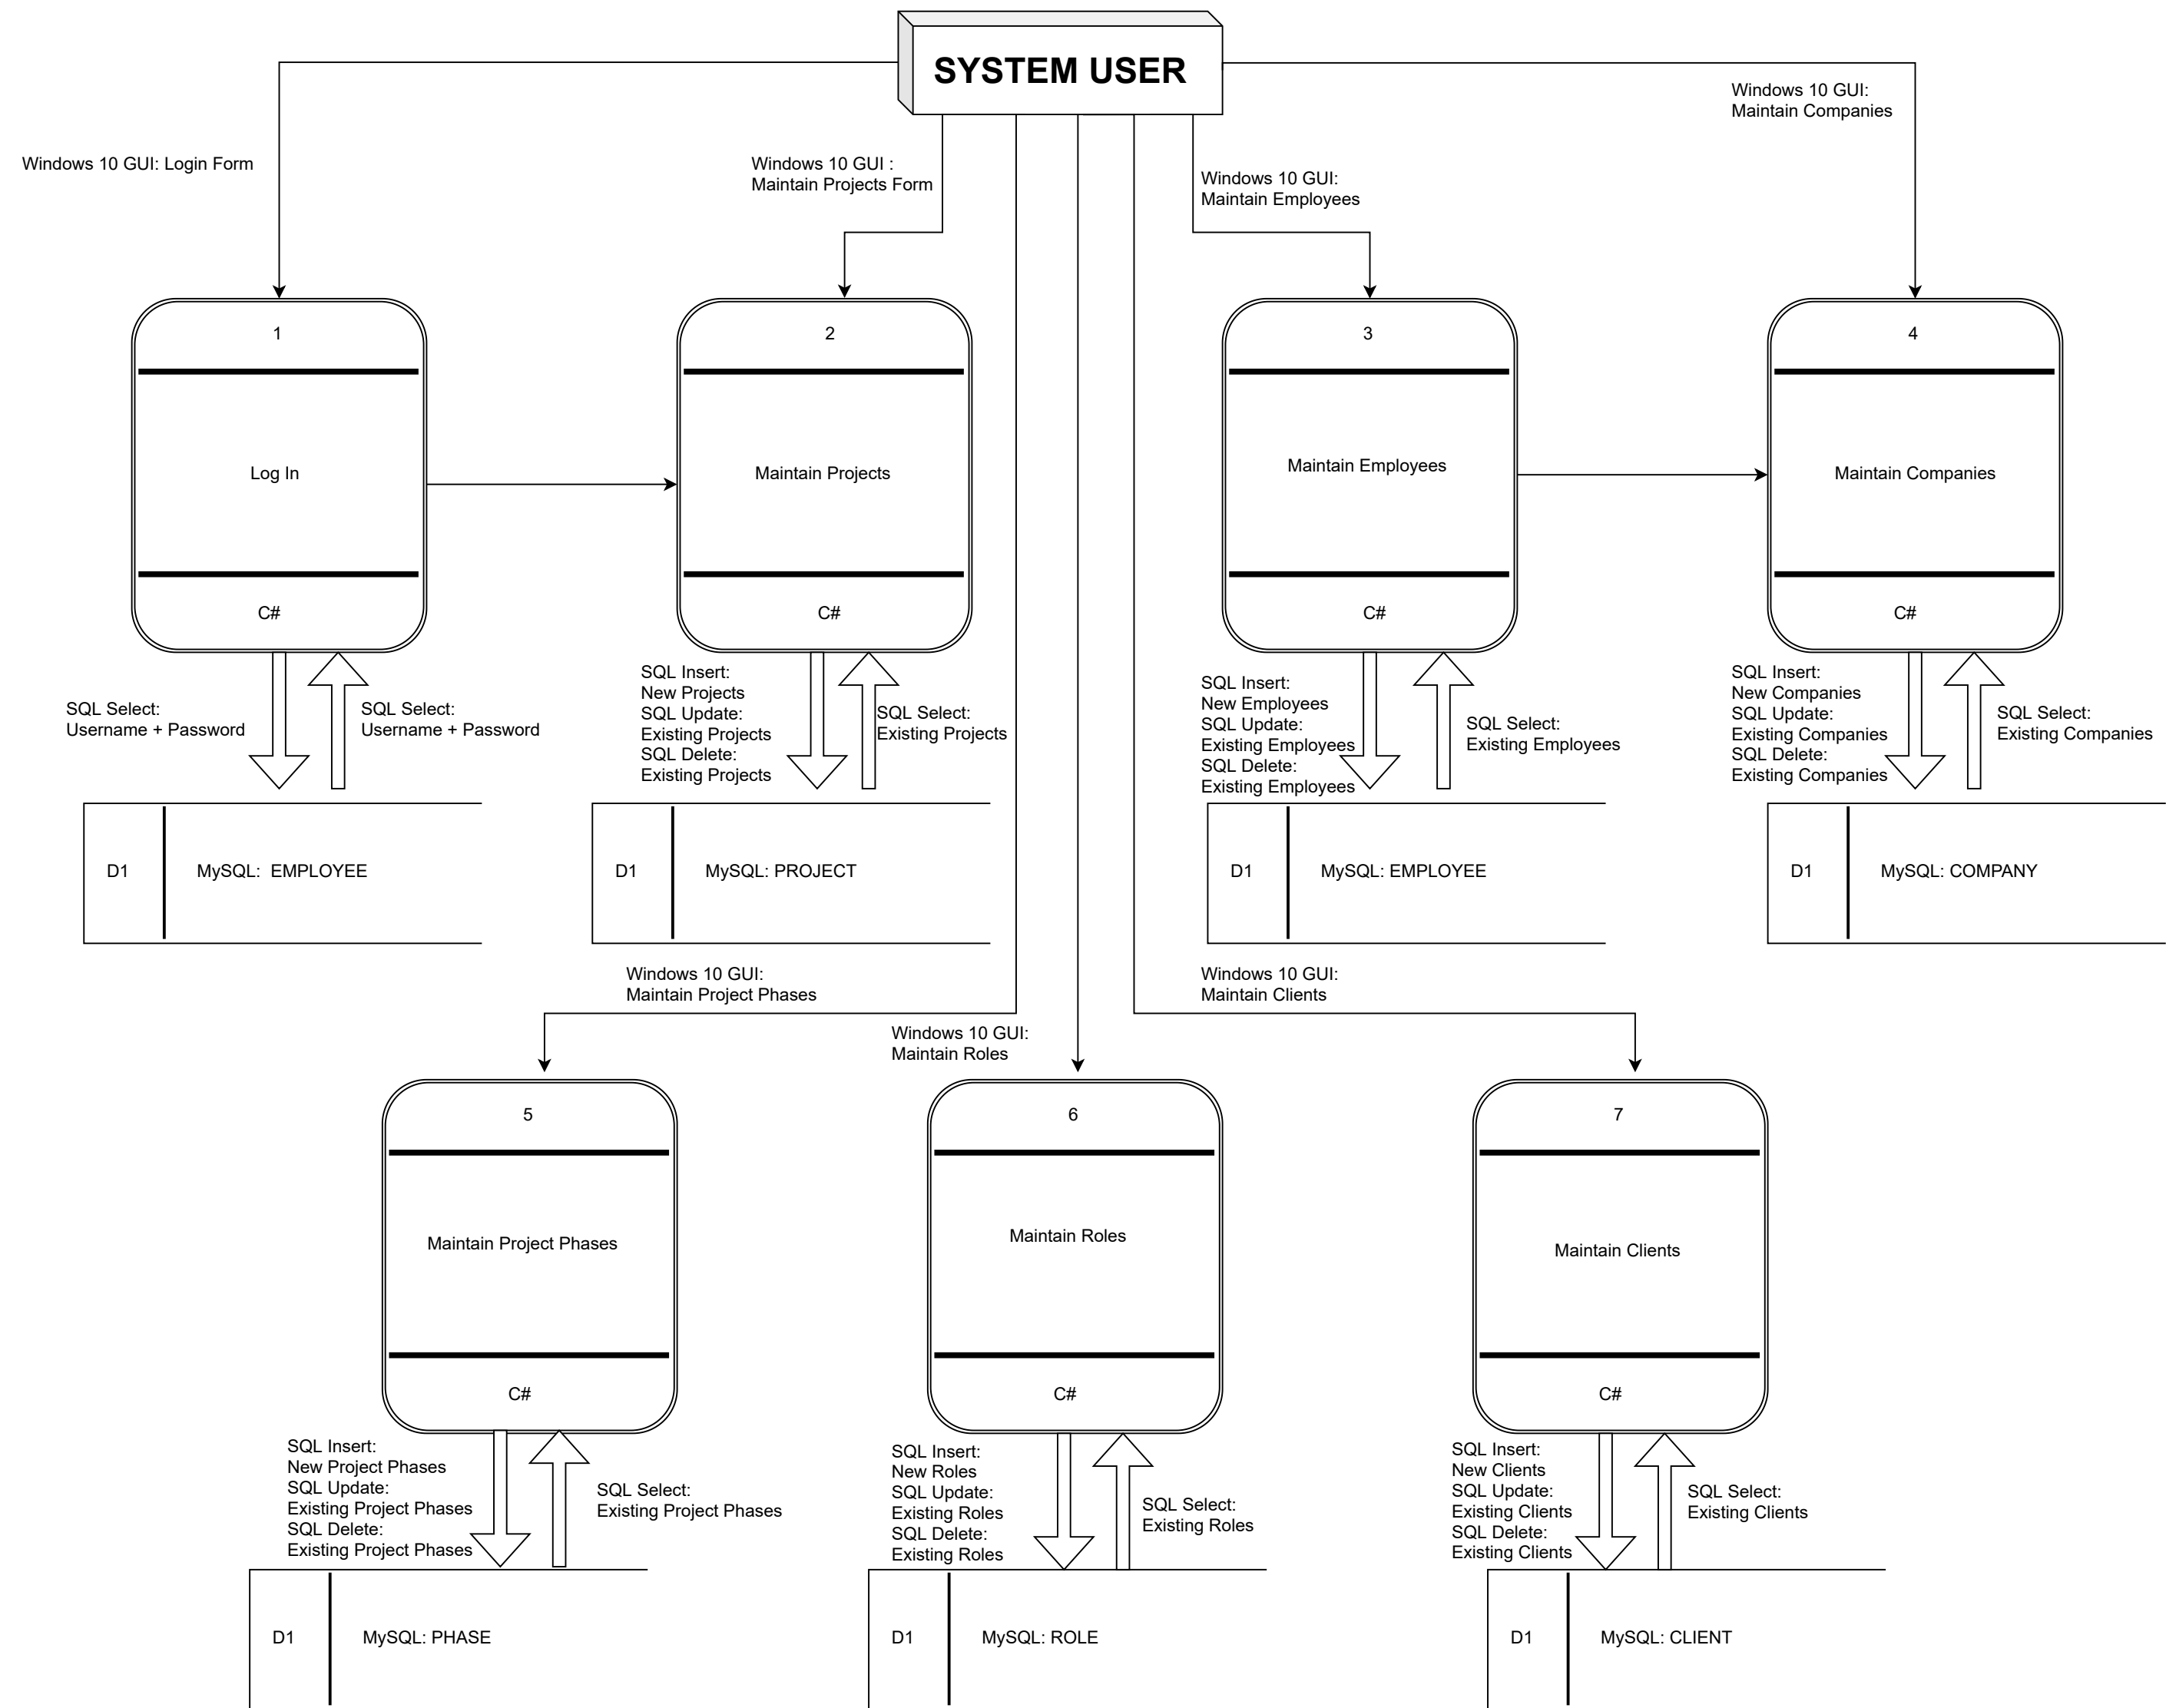 SYSTEM USER
Windows 10 GUI: Login Form
Windows 10 GUI :
Maintain Projects Form
Windows 10 GUI:
Maintain Employees
Windows 10 GUI:
Maintain Companies
1
Log In
C#
2
Maintain Projects
C#
3
Maintain Employees
C#
4
Maintain Companies
C#
SQL Select:
Username + Password
SQL Select:
Username + Password
SQL Insert:
New Projects
SQL Update:
Existing Projects
SQL Delete:
Existing Projects
SQL Select:
Existing Projects
SQL Insert:
New Employees
SQL Update:
Existing Employees
SQL Delete:
Existing Employees
SQL Select:
Existing Employees
SQL Insert:
New Companies
SQL Update:
Existing Companies
SQL Delete:
Existing Companies
SQL Select:
Existing Companies
D1
MySQL: EMPLOYEE
D1
MySQL: PROJECT
D1
MySQL: EMPLOYEE
D1
MySQL: COMPANY
Windows 10 GUI:
Maintain Project Phases
Windows 10 GUI:
Maintain Roles
Windows 10 GUI:
Maintain Clients
5
Maintain Project Phases
C#
6
Maintain Roles
C#
7
Maintain Clients
C#
SQL Insert:
New Project Phases
SQL Update:
Existing Project Phases
SQL Delete:
Existing Project Phases
SQL Select:
Existing Project Phases
SQL Insert:
New Roles
SQL Update:
Existing Roles
SQL Delete:
Existing Roles
SQL Select:
Existing Roles
SQL Insert:
New Clients
SQL Update:
Existing Clients
SQL Delete:
Existing Clients
SQL Select:
Existing Clients
D1
MySQL: PHASE
D1
MySQL: ROLE
D1
MySQL: CLIENT